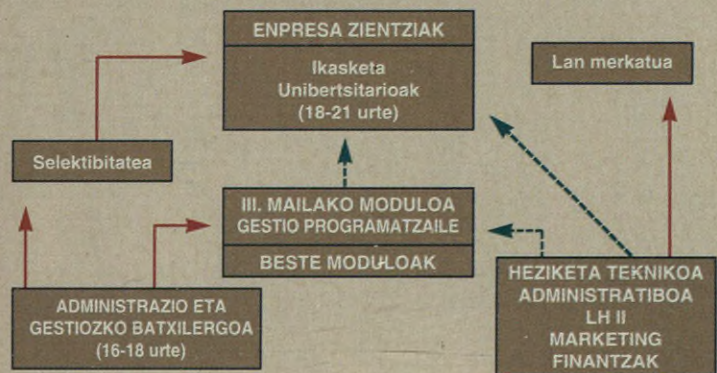 ENPRESA ZIENTZIAK
Ikasketa
Unibertsitarioak
(18-21 urte)
Lan merkatua
Selektibitatea
III. MAILAKO MODULOA
GESTIO PROGRAMATZAILE
BESTE MODULOAK
ADMINISTRAZIO ETA
GESTIOZKO BATXILERGOA
(16-18 urte)
HEZIKETA TEKNIKOA
ADMINISTRATIBOA
LH II
MARKETING
FINANTZAK